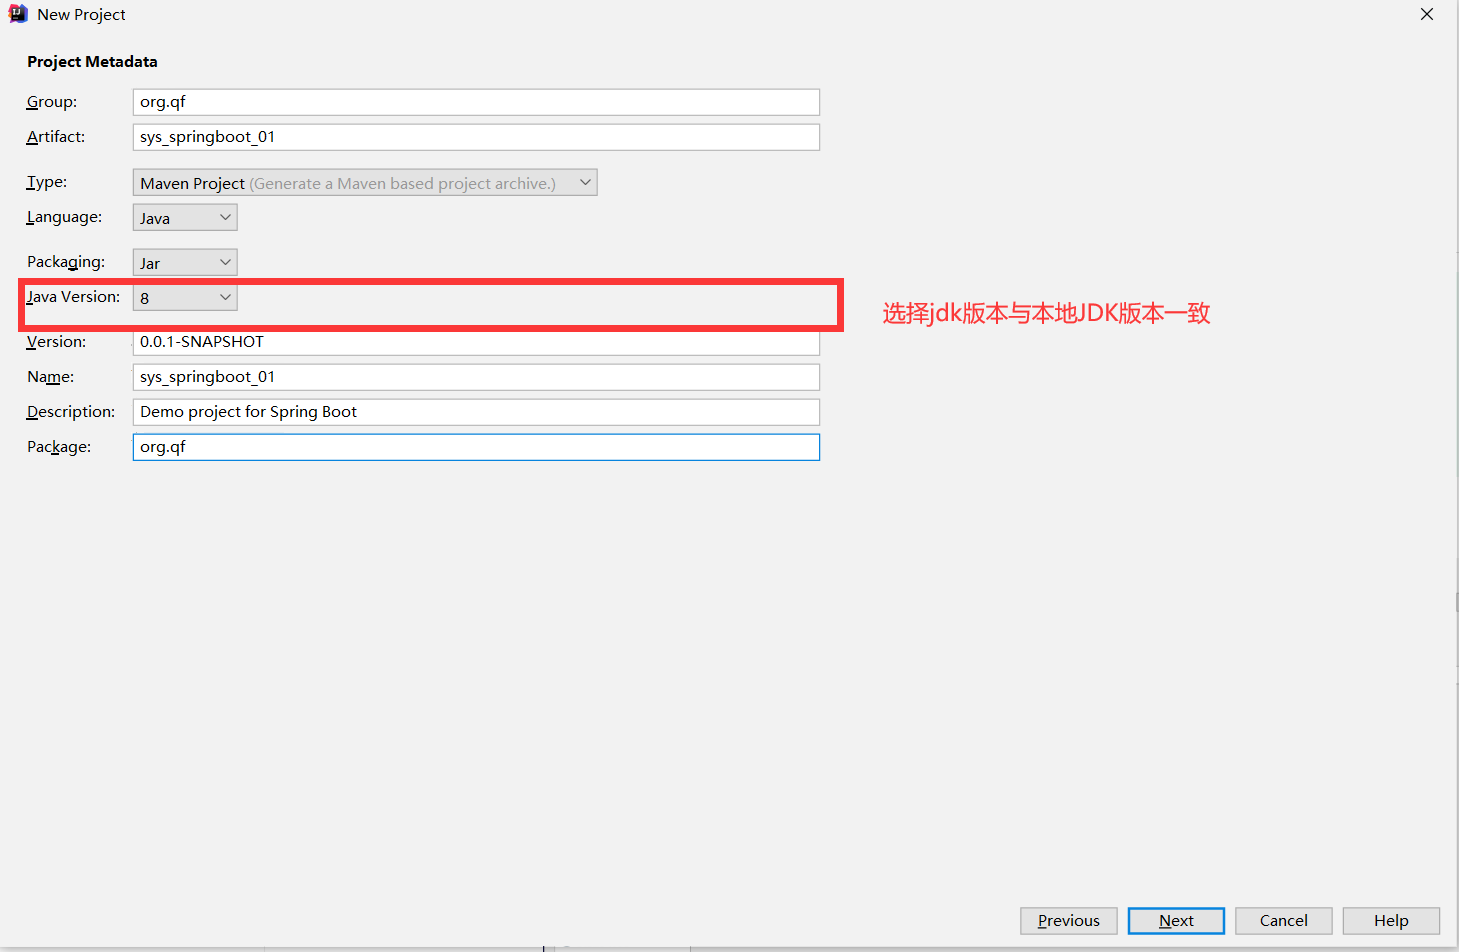 New Project
Project Metadata
Group: org.qf
Artifact: sys_springboot_01
Type: Maven Project (Generate a Maven based project archive.)
Language: Java
Packaging: Jar
Java Version: 8
选择jdk版本与本地JDK版本一致
Version: 0.0.1-SNAPSHOT
Name: sys_springboot_01
Description: Demo project for Spring Boot
Package: org.qf
Previous Next Cancel Help